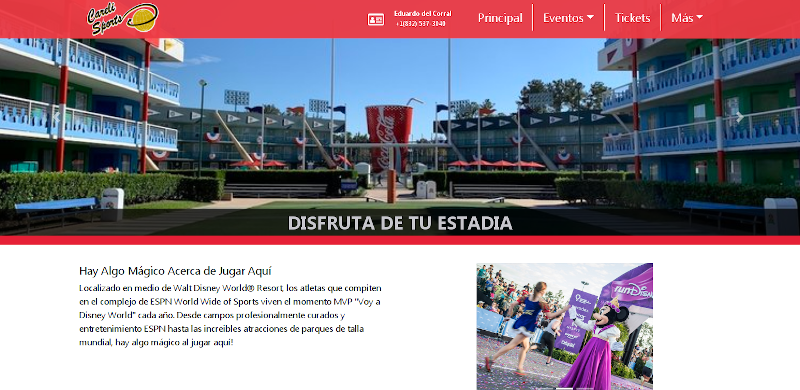 Cardi
Sports
Eduardo del Corral
+1(832) 537-3040
Principal
Eventos
Tickets
Más
Coca-Cola
DISFRUTA DE TU ESTADIA
Hay Algo Mágico Acerca de Jugar Aquí
Localizado en medio de Walt Disney World® Resort, los atletas que compiten
en el complejo de ESPN World Wide of Sports viven el momento MVP "Voy a
Disney World" cada año. Desde campos profesionalmente curados y
entretenimiento ESPN hasta las increíbles atracciones de parques de talla
mundial, hay algo mágico al jugar aquí!
runDisney